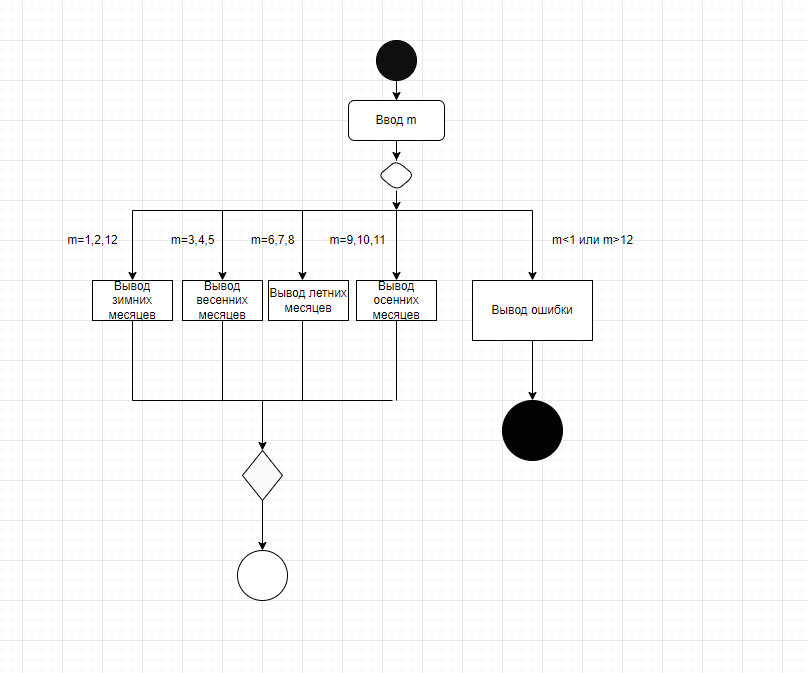 Ввод m
m=1,2,12
m=3,4,5
m=6,7,8
m=9,10,11
m<1 или m>12
Вывод
зимних
месяцев
Вывод
весенних
месяцев
Вывод летних
месяцев
Вывод
осенних
месяцев
Вывод ошибки